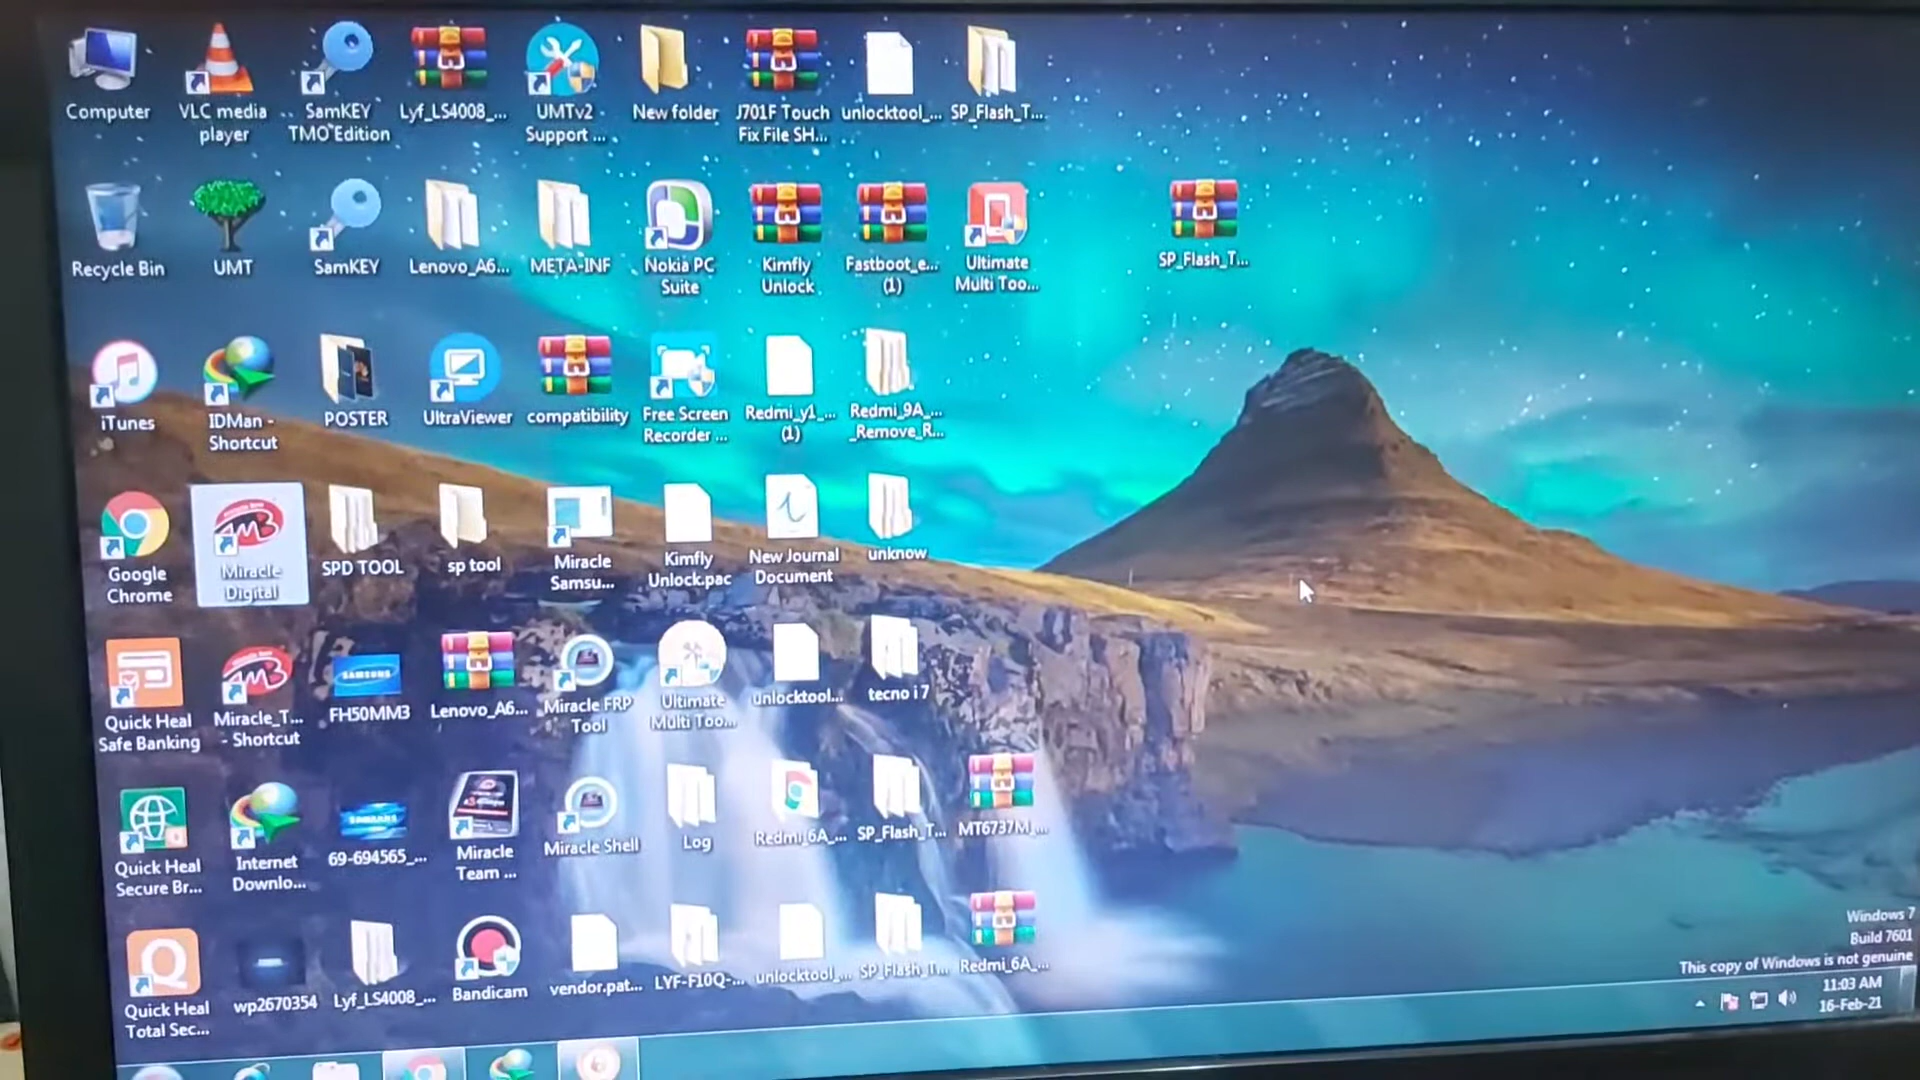 Computer
VLC media
player
SamKEY
TMO Edition
Lyf_LS4008_...
UMTv2
Support ...
New folder
J701F Touch
Fix File SH...
unlocktool_...
SP_Flash_T...
Recycle Bin
UMT
SamKEY
Lenovo_A6...
META-INF
Nokia PC
Suite
Kimfly
Unlock
Fastboot_e...
(1)
Ultimate
Multi Too...
SP_Flash_T...
iTunes
IDMan -
Shortcut
POSTER
UltraViewer
compatibility
Free Screen
Recorder ...
Redmi_y1_...
(1)
Redmi_9A_...
_Remove_R...
Google
Chrome
Miracle
Digital
SPD TOOL
sp tool
Miracle
Samsu...
Kimfly
Unlock.pac
New Journal
Document
unknow
Quick Heal
Safe Banking
Miracle_T...
- Shortcut
SAMSUNG
FH50MM3
Lenovo_A6...
Miracle FRP
Tool
Ultimate
Multi Too...
unlocktool...
tecno i 7
Quick Heal
Secure Br...
Internet
Downlo...
SAMSUNG
69-694565_...
Miracle
Team ...
Miracle Shell
Log
Redmi_6A_...
SP_Flash_T...
MT6737M_...
Quick Heal
Total Sec...
wp2670354
Lyf_LS4008_...
Bandicam
vendor.pat...
LYF-F10Q-...
unlocktool_...
SP_Flash_T...
Redmi_6A_...
Windows 7
Build 7601
This copy of Windows is not genuine
11:03 AM
16-Feb-21